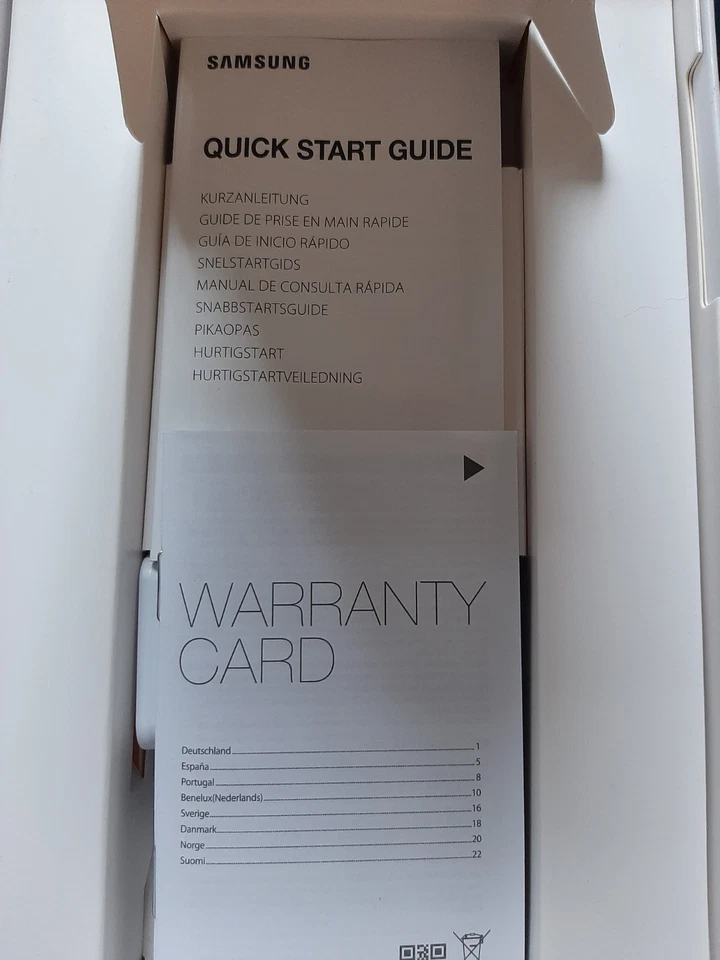 SAMSUNG
QUICK START GUIDE
KURZANLEITUNG
GUIDE DE PRISE EN MAIN RAPIDE
GUÍA DE INICIO RÁPIDO
SNELSTARTGIDS
MANUAL DE CONSULTA RÁPIDA
SNABBSTARTSGUIDE
PIKAOPAS
HURTIGSTART
HURTIGSTARTVEILEDNING
WARRANTY
CARD
Deutschland 1
España 5
Portugal 8
Benelux(Nederlands) 10
Sverige 16
Danmark 18
Norge 20
Suomi 22